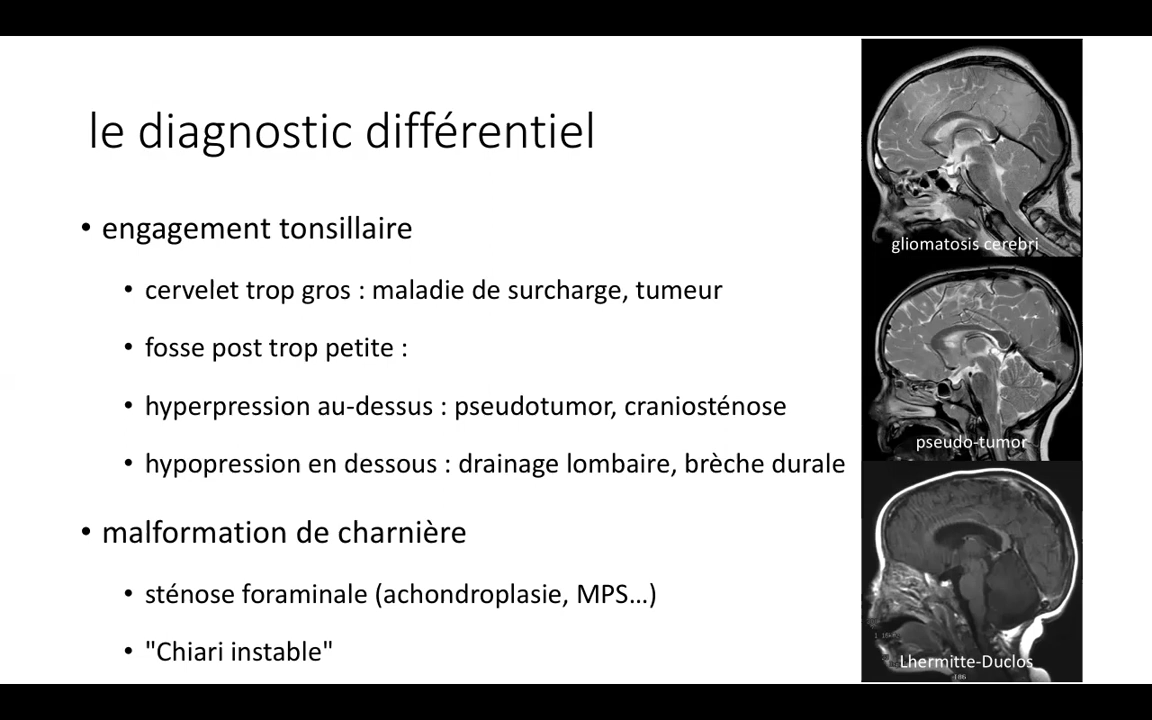 le diagnostic différentiel
• engagement tonsillaire
• cervelet trop gros : maladie de surcharge, tumeur
• fosse post trop petite :
• hyperpression au-dessus : pseudotumor, craniosténose
• hypopression en dessous : drainage lombaire, brèche durale
• malformation de charnière
• sténose foraminale (achondroplasie, MPS...)
• "Chiari instable"
gliomatosis cerebri
pseudo-tumor
Lhermitte-Duclos